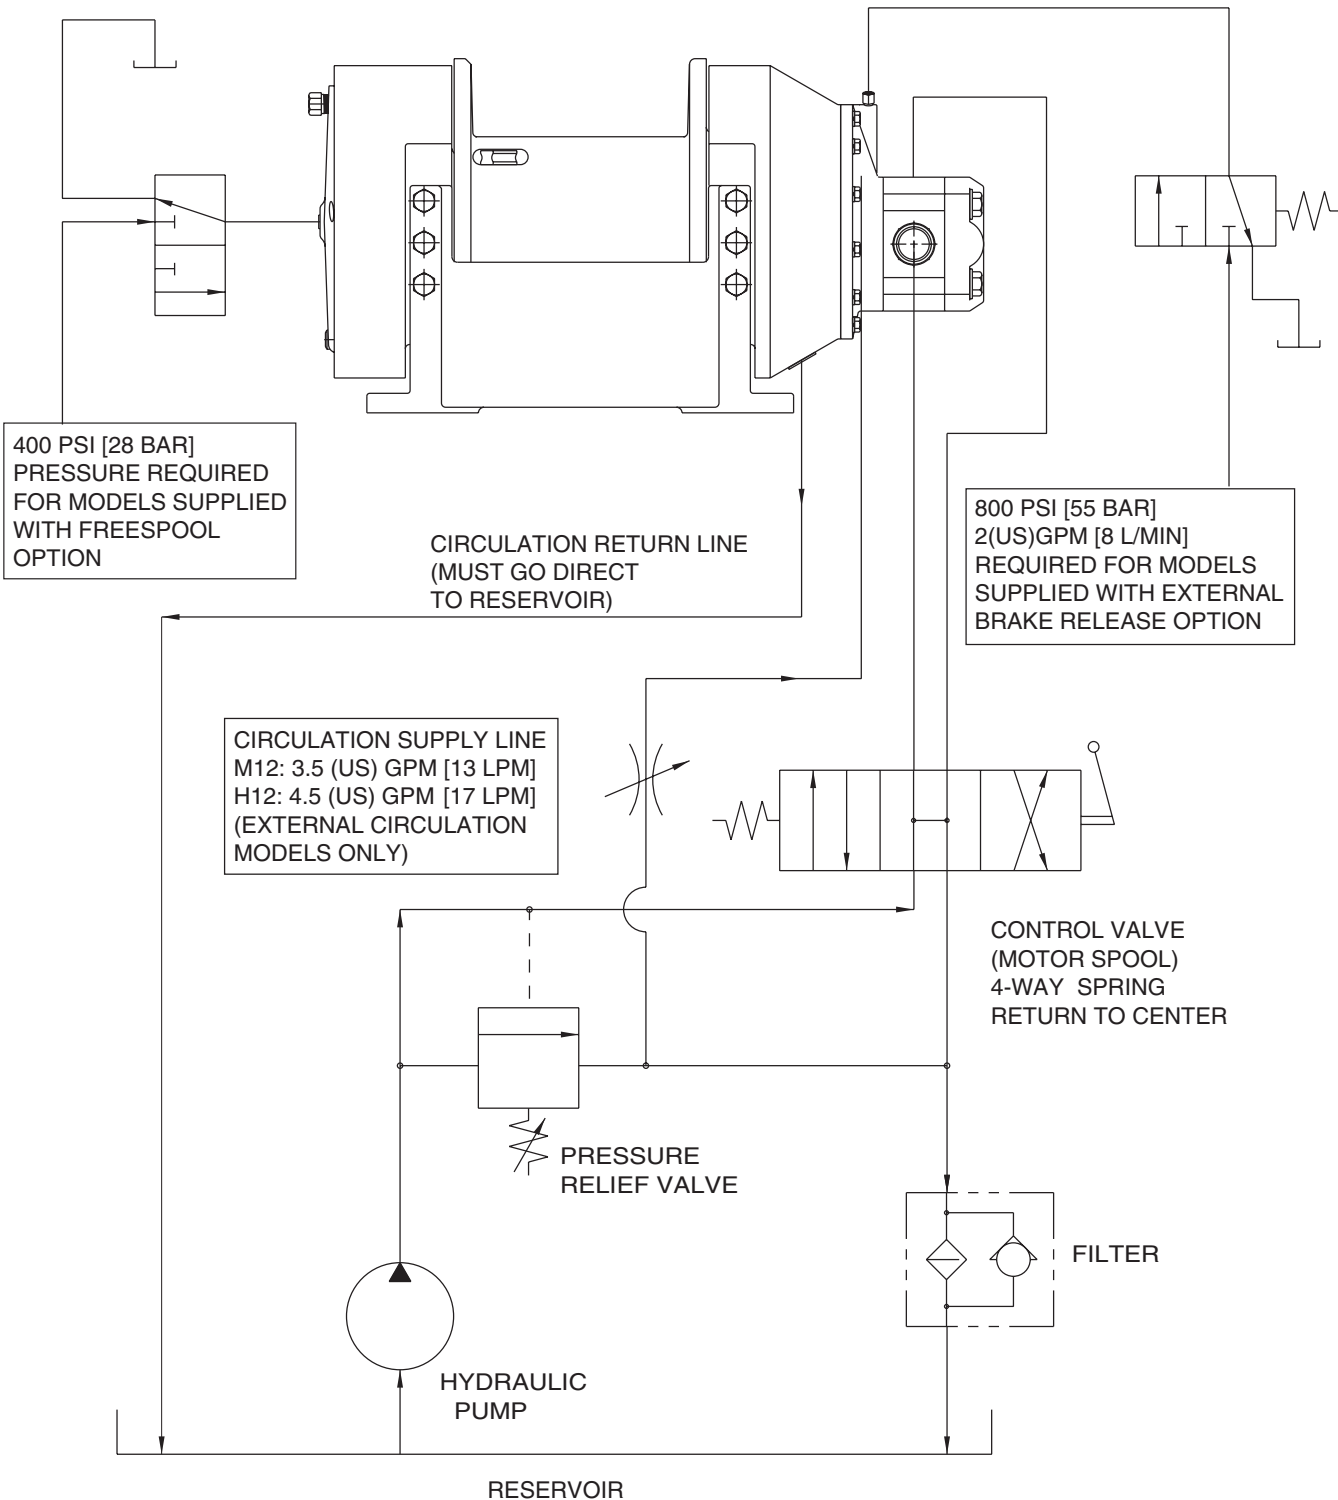 400 PSI [28 BAR]
PRESSURE REQUIRED
FOR MODELS SUPPLIED
WITH FREESPOOL
OPTION
800 PSI [55 BAR]
2(US)GPM [8 L/MIN]
REQUIRED FOR MODELS
SUPPLIED WITH EXTERNAL
BRAKE RELEASE OPTION
CIRCULATION RETURN LINE
(MUST GO DIRECT
TO RESERVOIR)
CIRCULATION SUPPLY LINE
M12: 3.5 (US) GPM [13 LPM]
H12: 4.5 (US) GPM [17 LPM]
(EXTERNAL CIRCULATION
MODELS ONLY)
CONTROL VALVE
(MOTOR SPOOL)
4-WAY SPRING
RETURN TO CENTER
PRESSURE
RELIEF VALVE
FILTER
HYDRAULIC
PUMP
RESERVOIR